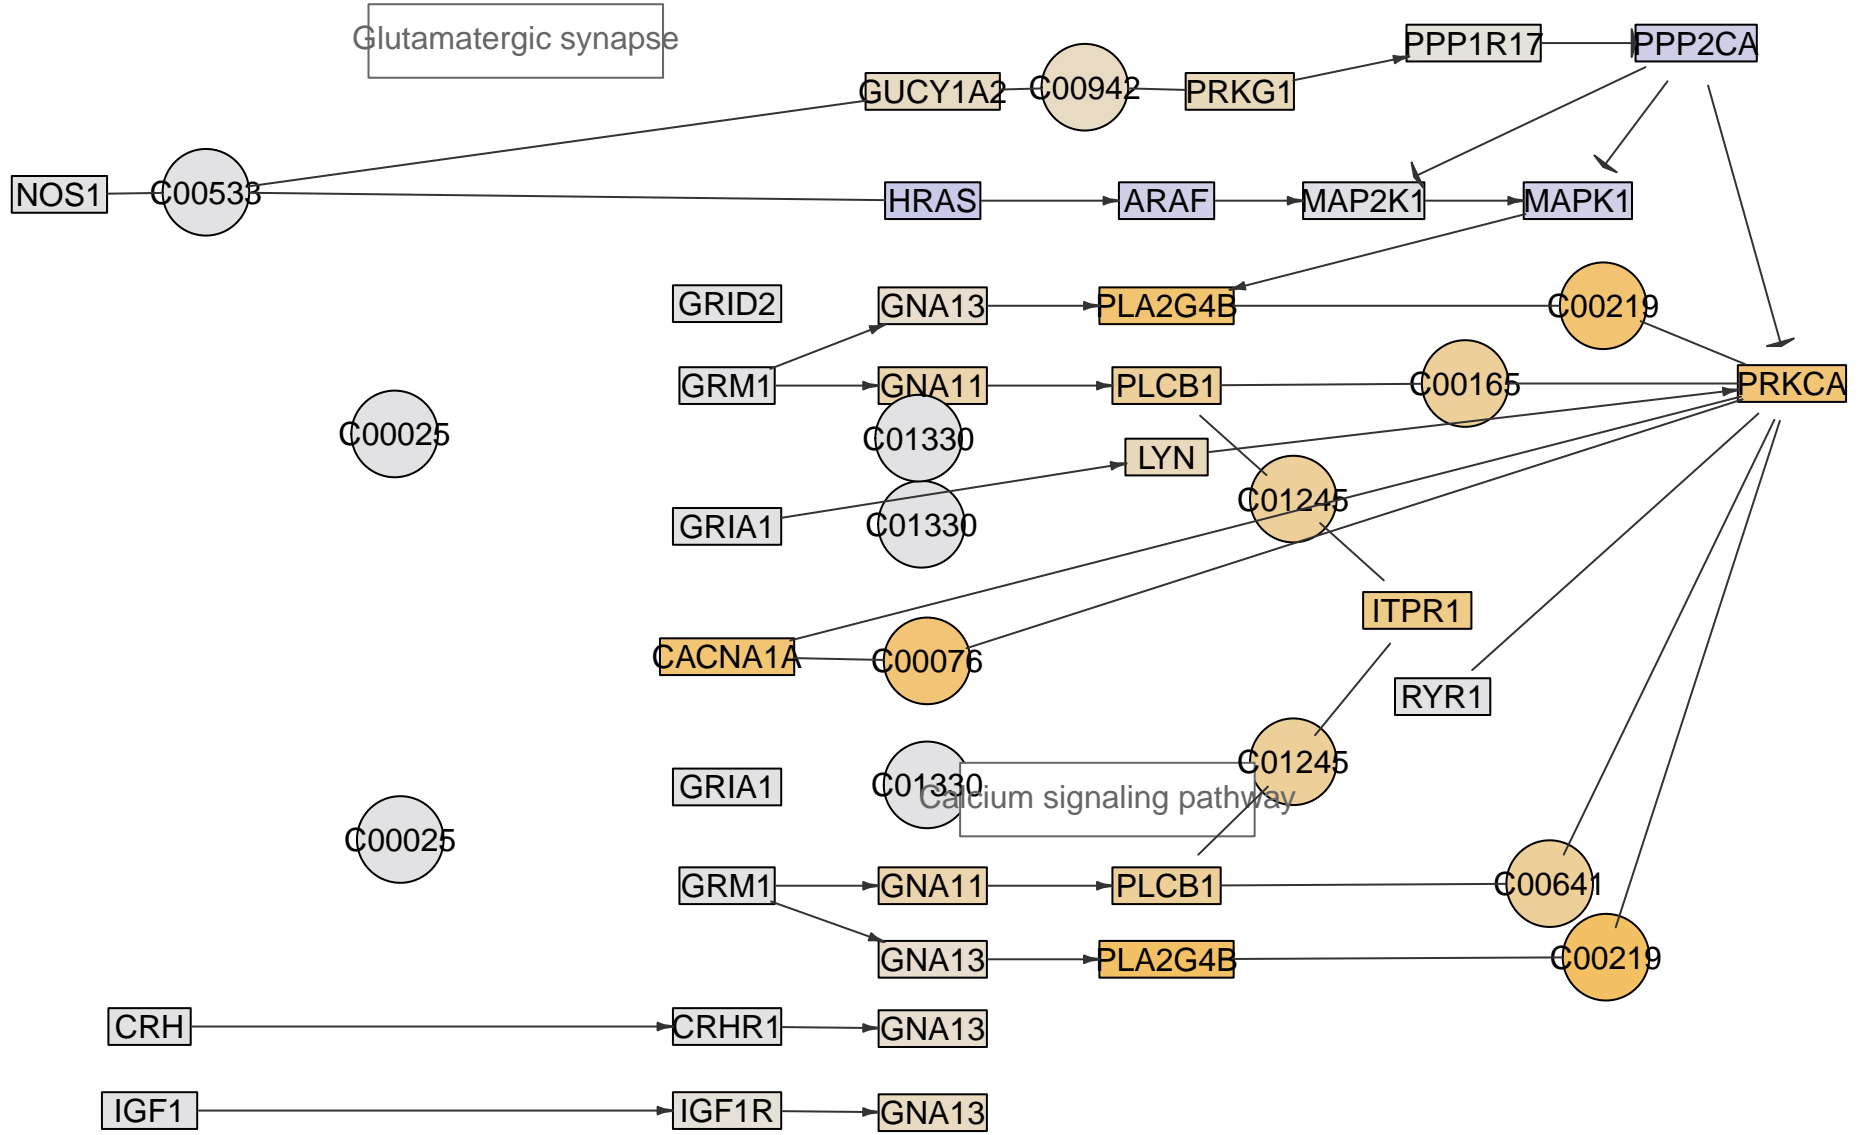 Glutamatergic synapse
PPP1R17
PPP2CA
GUCY1A2
C00942
PRKG1
NOS1
C00533
HRAS
ARAF
MAP2K1
MAPK1
GRID2
GNA13
PLA2G4B
C00219
GRM1
GNA11
PLCB1
C00165
PRKCA
C00025
C01330
LYN
C01245
GRIA1
C01330
ITPR1
CACNA1A
C00076
RYR1
GRIA1
C01330
C01245
Calcium signaling pathway
C00025
GRM1
GNA11
PLCB1
C00641
GNA13
PLA2G4B
C00219
CRH
CRHR1
GNA13
IGF1
IGF1R
GNA13